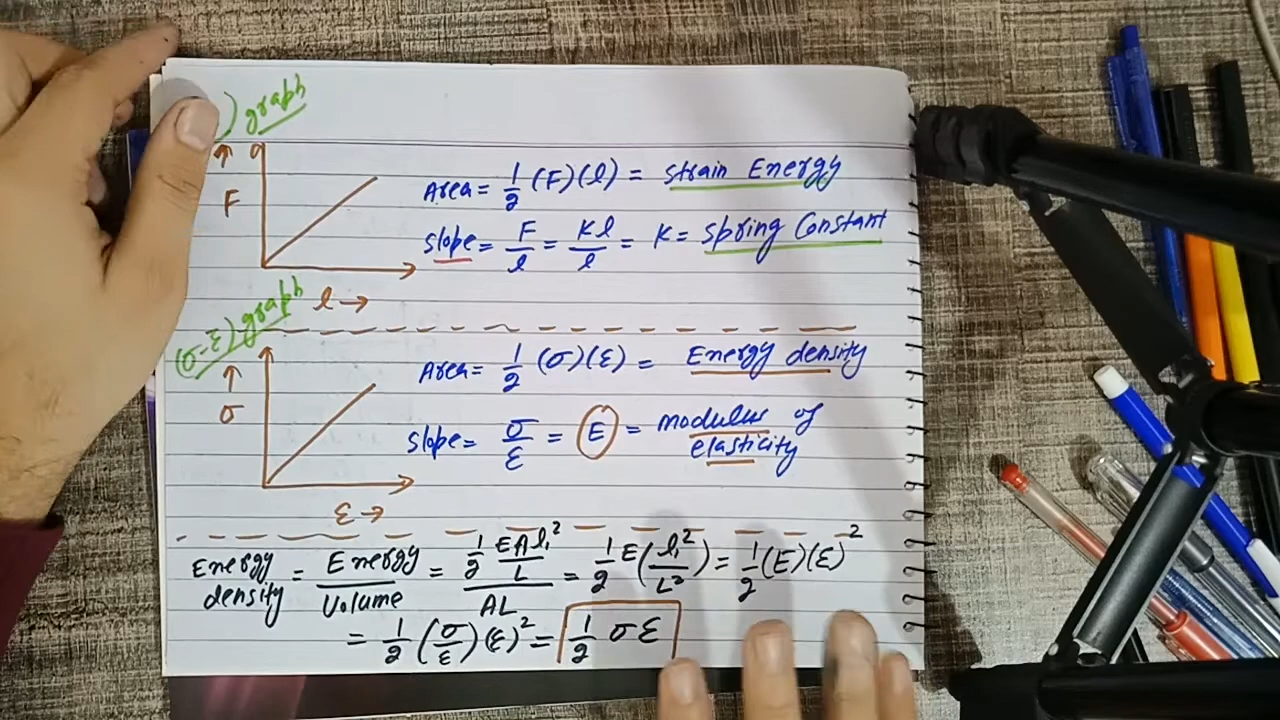 ) graph
↑
F
l →
Area = 1/2 (F)(l) = Strain Energy
Slope = F/l = Kl/l = K = Spring Constant
(σ-ε) graph
↑
σ
ε →
Area = 1/2 (σ)(ε) = Energy density
Slope = σ/ε = E = modulus of
elasticity
Energy density = Energy/Volume = (1/2 EAl₁²/L)/AL = 1/2 E(l₁²/L²) = 1/2 (E)(ε)²
= 1/2 (σ/ε)(ε)² = 1/2 σε